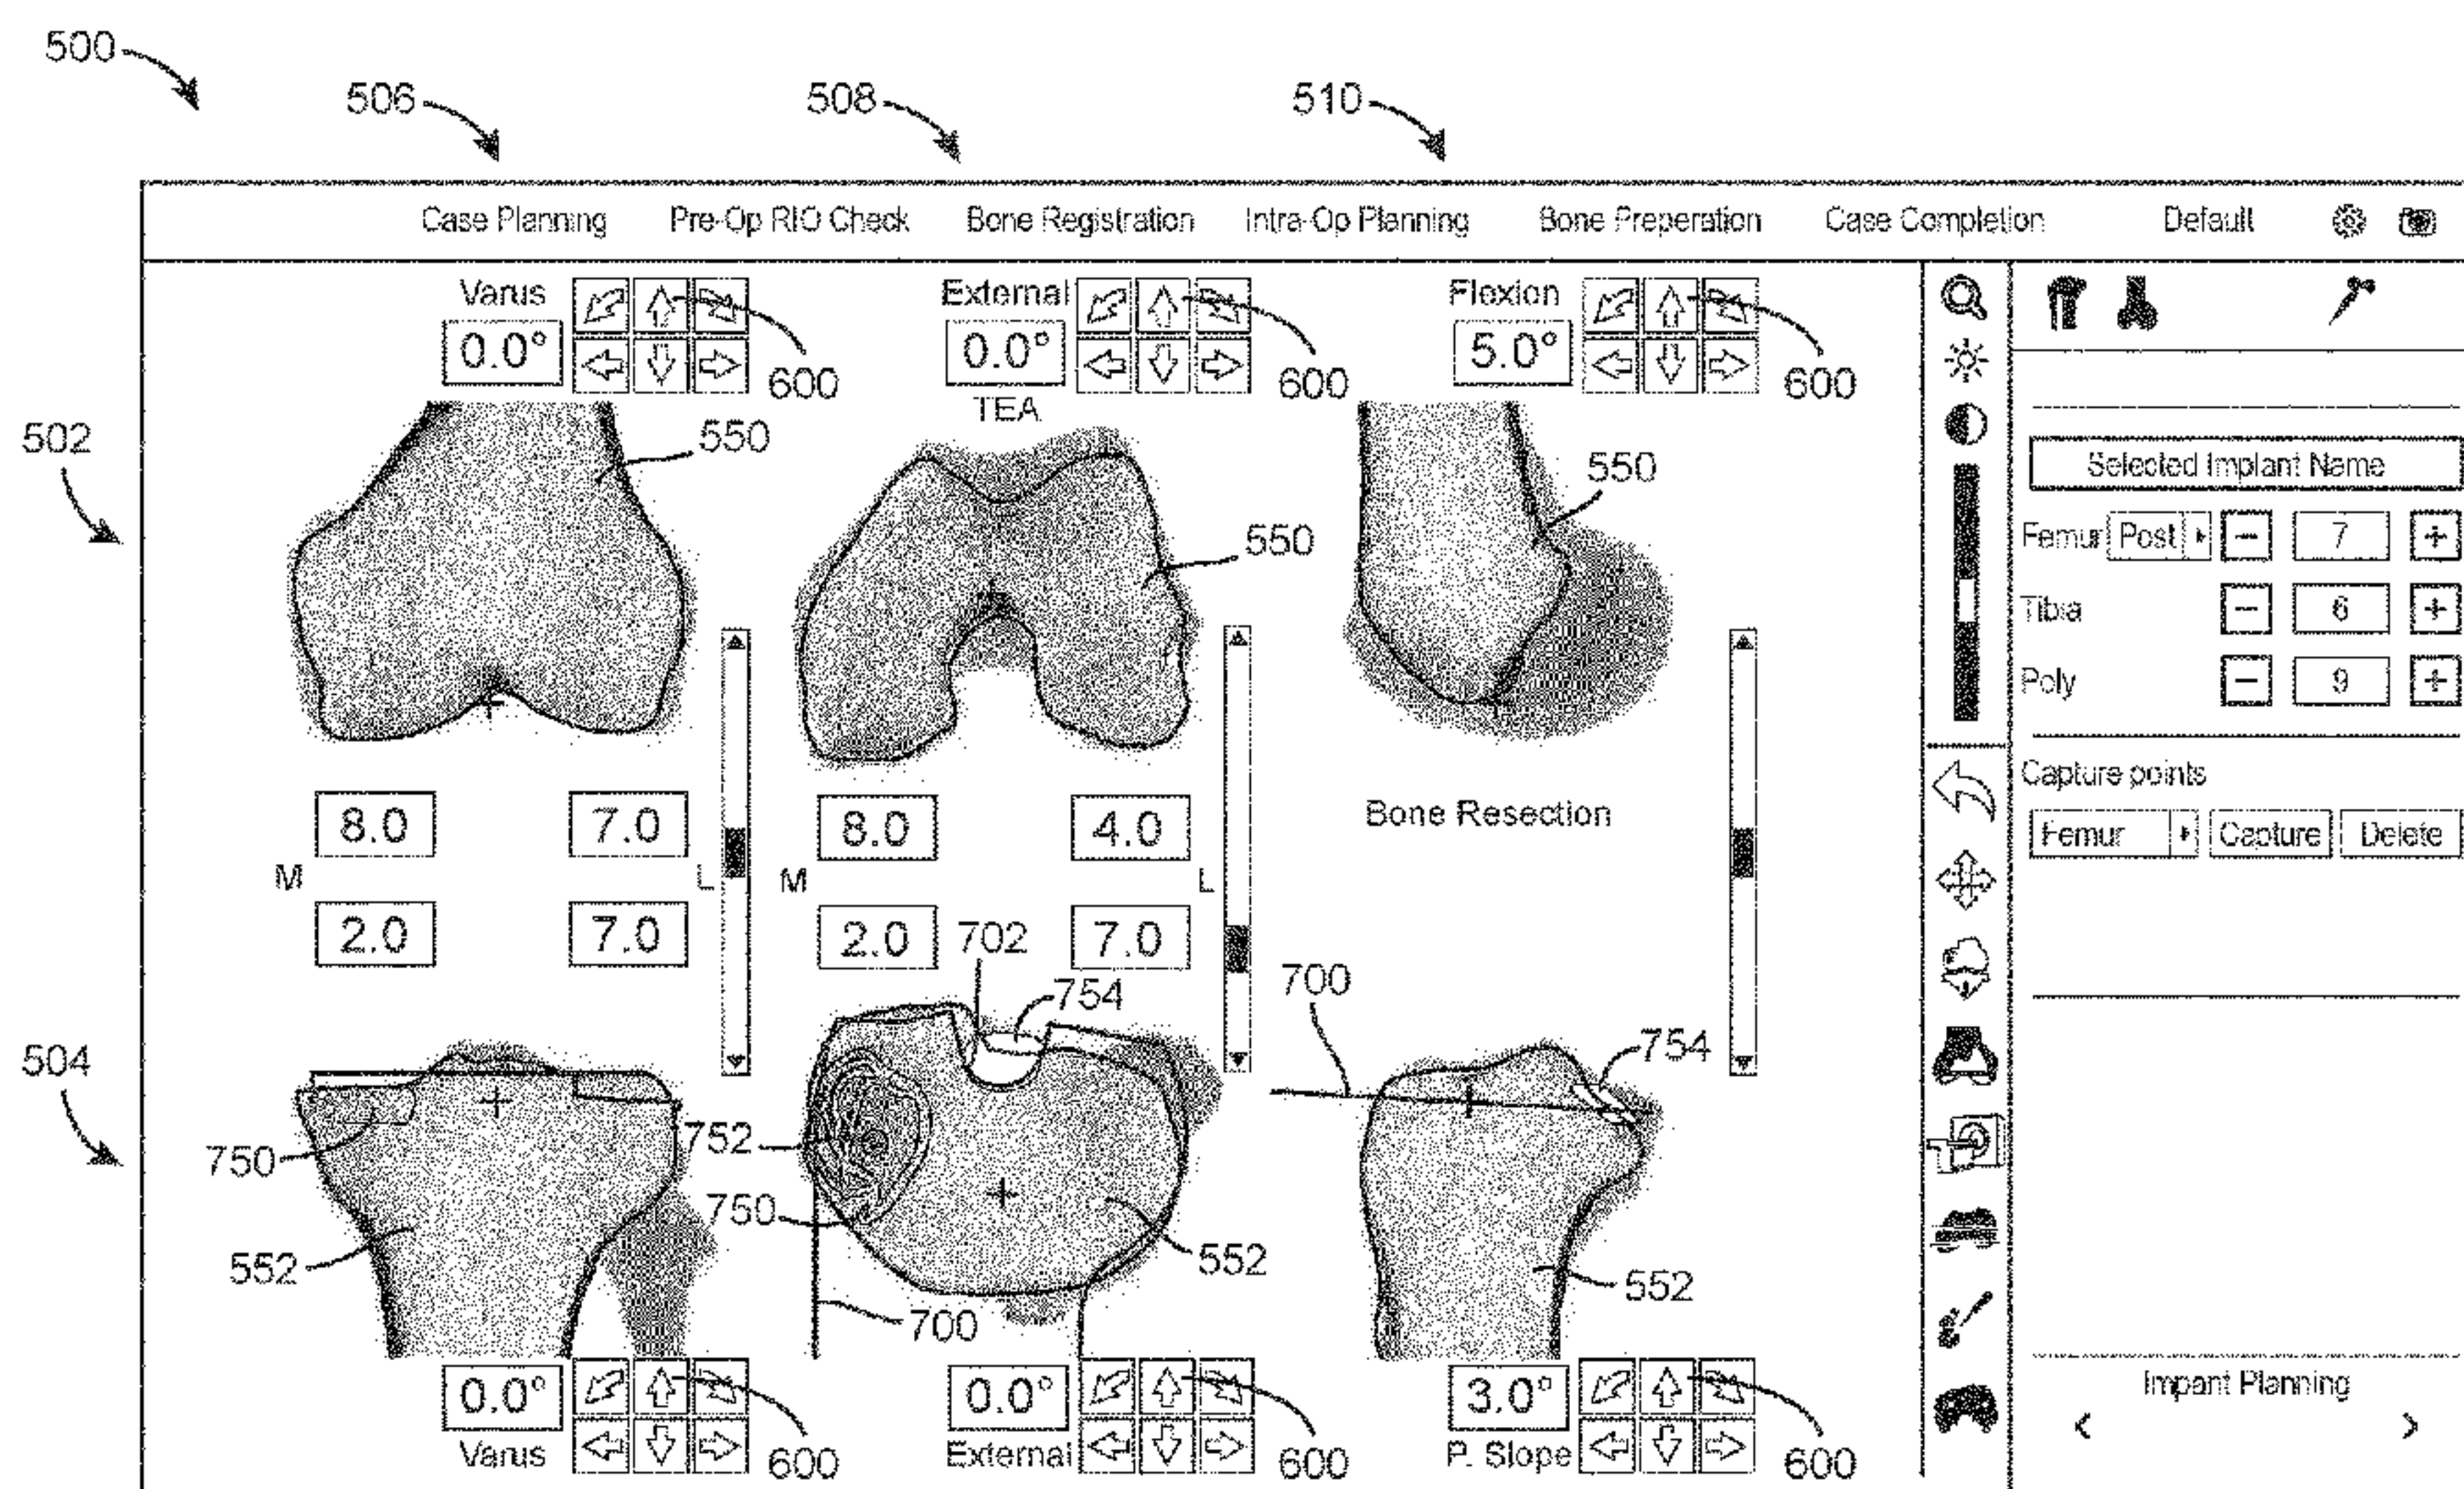 500
506
508
510
Case Planning Pre-Op RIO Check Bone Registration Intra-Op Planning Bone Preperation Case Completion Default
Varus External Flexion
0.0° 0.0° 5.0°
600 600 600
TEA
502
550 550 550
Selected Implant Name
Femur Post - 7 +
Tibia - 6 +
Poly - 9 +
Capture points
Femur Capture Delete
8.0 7.0 8.0 4.0 Bone Resection
M L M L
2.0 7.0 2.0 7.0
702
754
700
754
504
750
752
750
552
552
552
700
0.0° 0.0° 3.0°
Varus External P. Slope
600 600 600
Impant Planning
< >